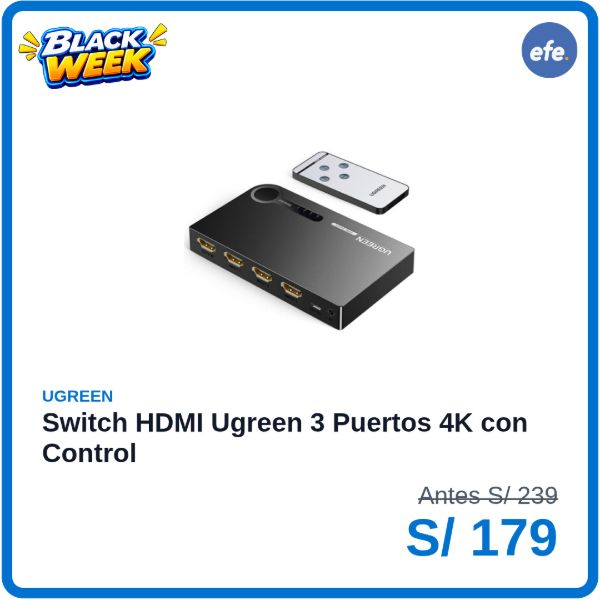 BLACK
WEEK
efe.
UGREEN
UGREEN
UGREEN
Switch HDMI Ugreen 3 Puertos 4K con
Control
Antes S/ 239
S/ 179